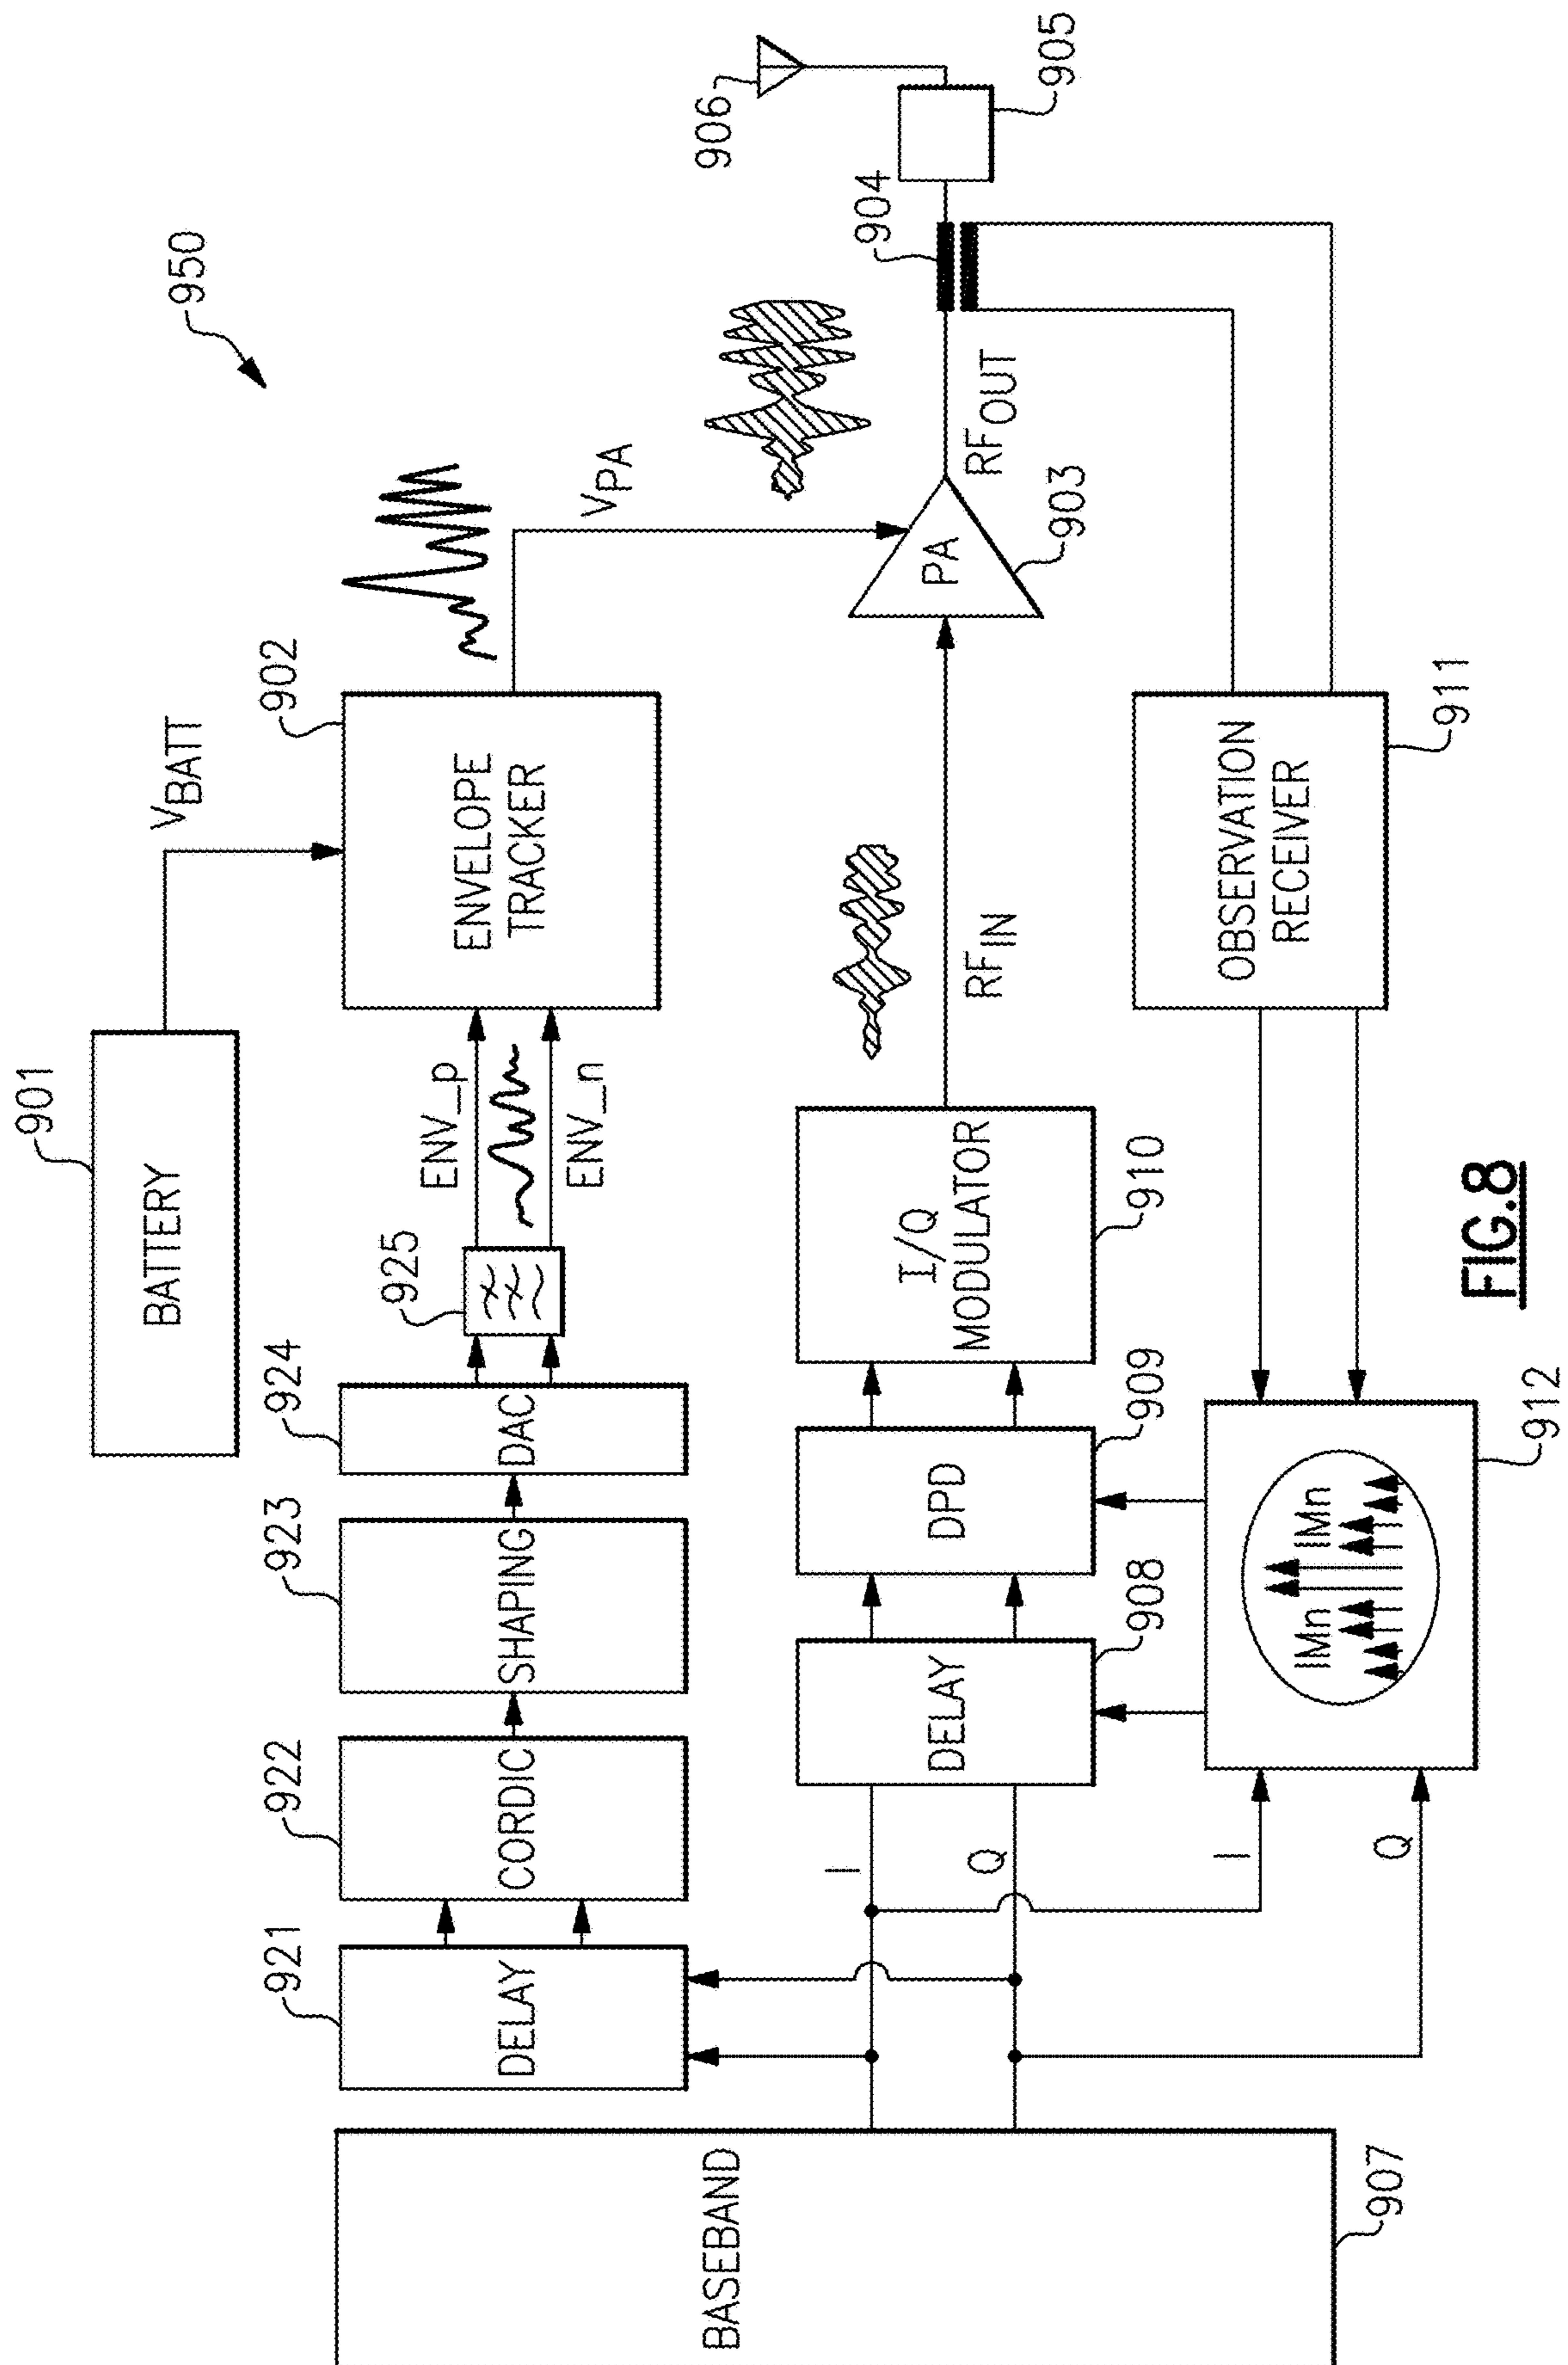 950
901
BATTERY
VBATT
902
ENVELOPE
TRACKER
VPA
921
DELAY
922
CORDIC
923
SHAPING
924
DAC
925
ENV_p
ENV_n
906
904
905
BASEBAND
907
I
Q
DELAY
908
DPD
909
I/Q
MODULATOR
910
RFIN
PA
903
RFOUT
I
Q
IMn
IMn
912
OBSERVATION
RECEIVER
911
FIG.8